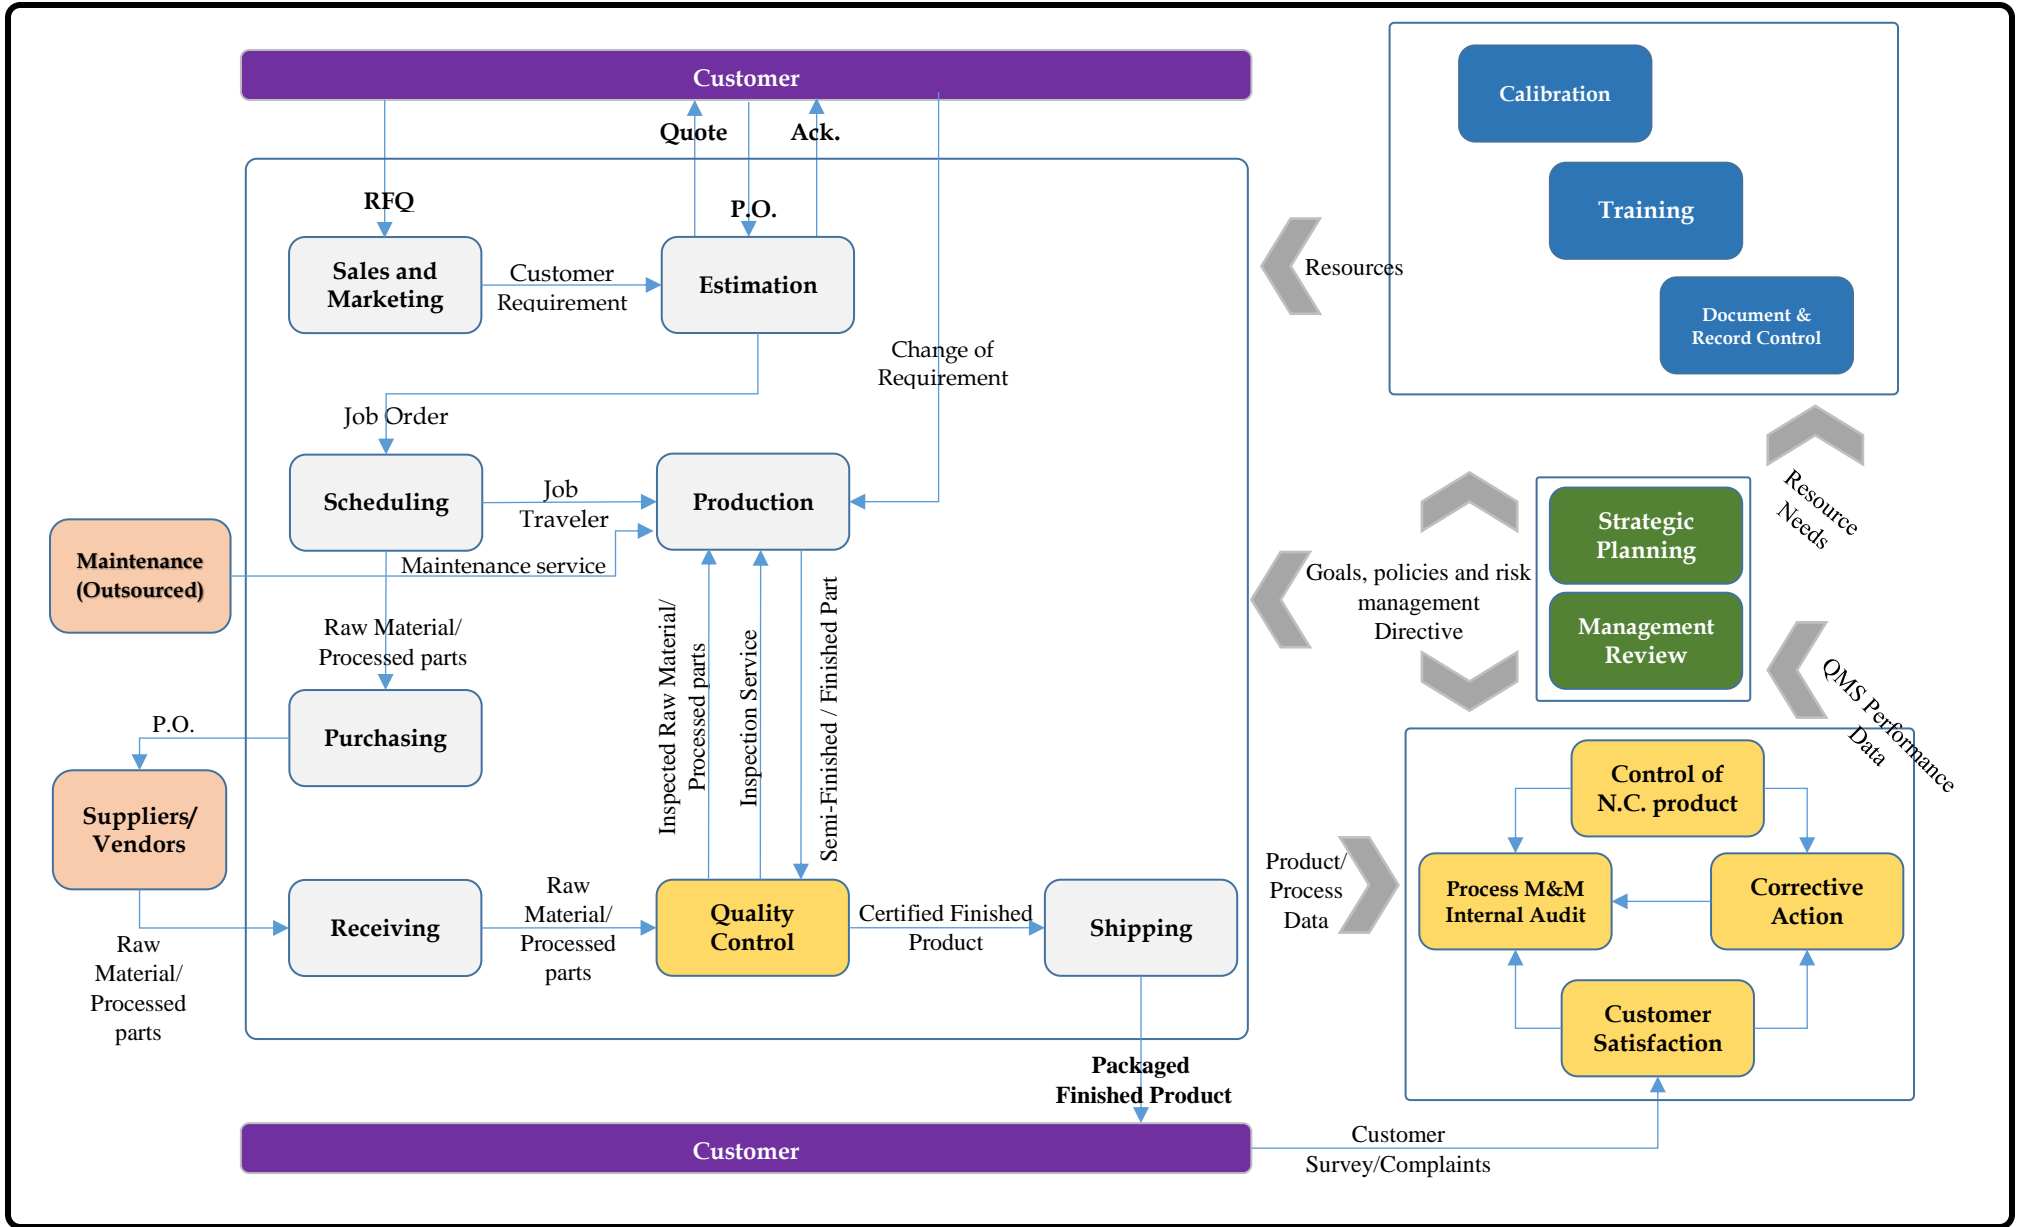 Customer
Calibration
Quote
Ack.
Training
RFQ
P.O.
Sales and
Marketing
Customer
Requirement
Estimation
Resources
Document &
Record Control
Change of
Requirement
Job Order
Scheduling
Job
Traveler
Production
Strategic
Planning
Resource
Needs
Maintenance
(Outsourced)
Maintenance service
Goals, policies and risk
management
Directive
Management
Review
Raw Material/
Processed parts
Inspected Raw Material/
Processed parts
Inspection Service
Semi-Finished / Finished Part
QMS Performance
Data
P.O.
Purchasing
Suppliers/
Vendors
Control of
N.C. product
Product/
Process
Data
Process M&M
Internal Audit
Corrective
Action
Receiving
Raw
Material/
Processed
parts
Quality
Control
Certified Finished
Product
Shipping
Raw
Material/
Processed
parts
Customer
Satisfaction
Packaged
Finished Product
Customer
Customer
Survey/Complaints